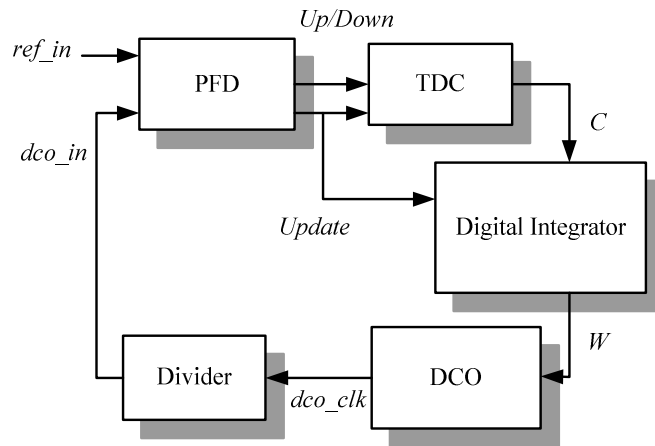 Up/Down
ref_in
PFD
TDC
dco_in
C
Update
Digital Integrator
W
Divider
dco_clk
DCO